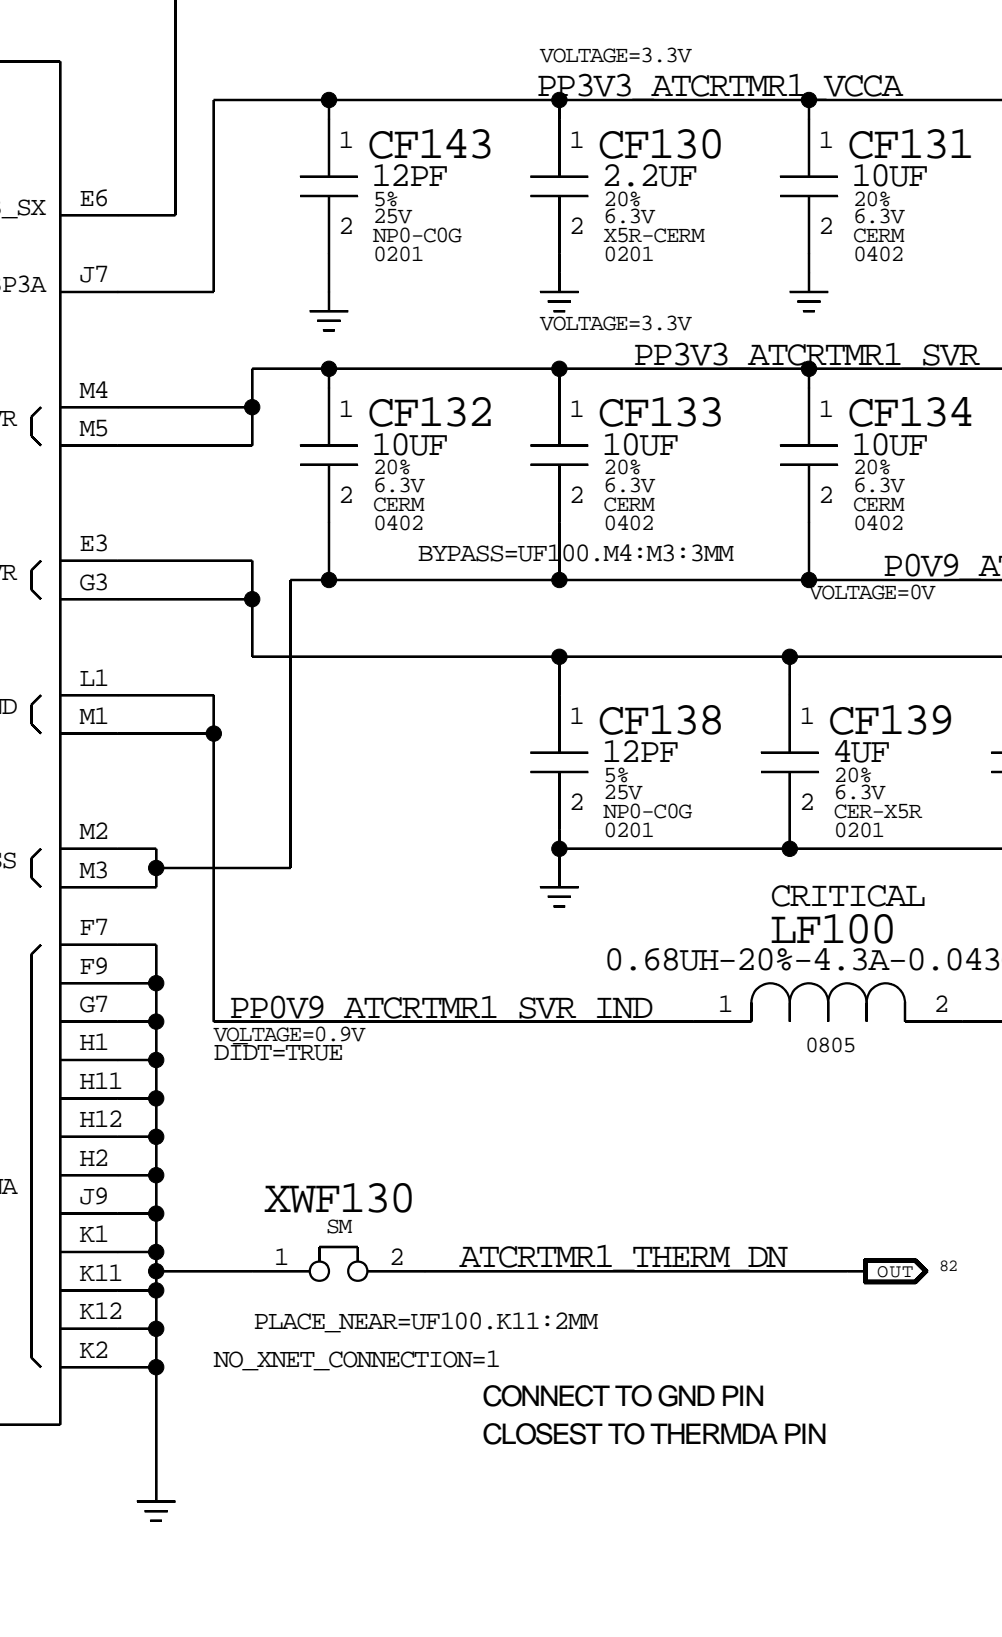 VOLTAGE=3.3V
PP3V3_ATCRTMR1_VCCA
1 CF143
12PF
5%
25V
2 NP0-C0G
0201
1 CF130
2.2UF
20%
6.3V
2 X5R-CERM
0201
1 CF131
10UF
20%
6.3V
2 CERM
0402
_SX E6
P3A J7
VOLTAGE=3.3V
PP3V3_ATCRTMR1_SVR
R M4
M5
1 CF132
10UF
20%
6.3V
2 CERM
0402
1 CF133
10UF
20%
6.3V
2 CERM
0402
1 CF134
10UF
20%
6.3V
2 CERM
0402
BYPASS=UF100.M4:M3:3MM
P0V9_A
VOLTAGE=0V
E3
R G3
L1
D M1
1 CF138
12PF
5%
25V
2 NP0-C0G
0201
1 CF139
4UF
20%
6.3V
2 CER-X5R
0201
M2
S M3
CRITICAL
LF100
0.68UH-20%-4.3A-0.043
1 2
0805
PP0V9_ATCRTMR1_SVR_IND
VOLTAGE=0.9V
DIDT=TRUE
F7
F9
G7
H1
H11
H12
H2
A J9
K1
K11
K12
K2
XWF130
SM
1 2 ATCRTMR1_THERM_DN OUT 82
PLACE_NEAR=UF100.K11:2MM
NO_XNET_CONNECTION=1
CONNECT TO GND PIN
CLOSEST TO THERMDA PIN